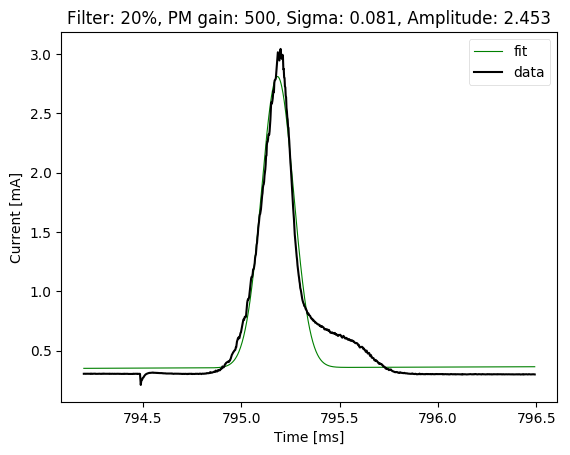 Filter: 20%, PM gain: 500, Sigma: 0.081, Amplitude: 2.453
fit
data
3.0
2.5
2.0
1.5
1.0
0.5
Current [mA]
794.5 795.0 795.5 796.0 796.5
Time [ms]